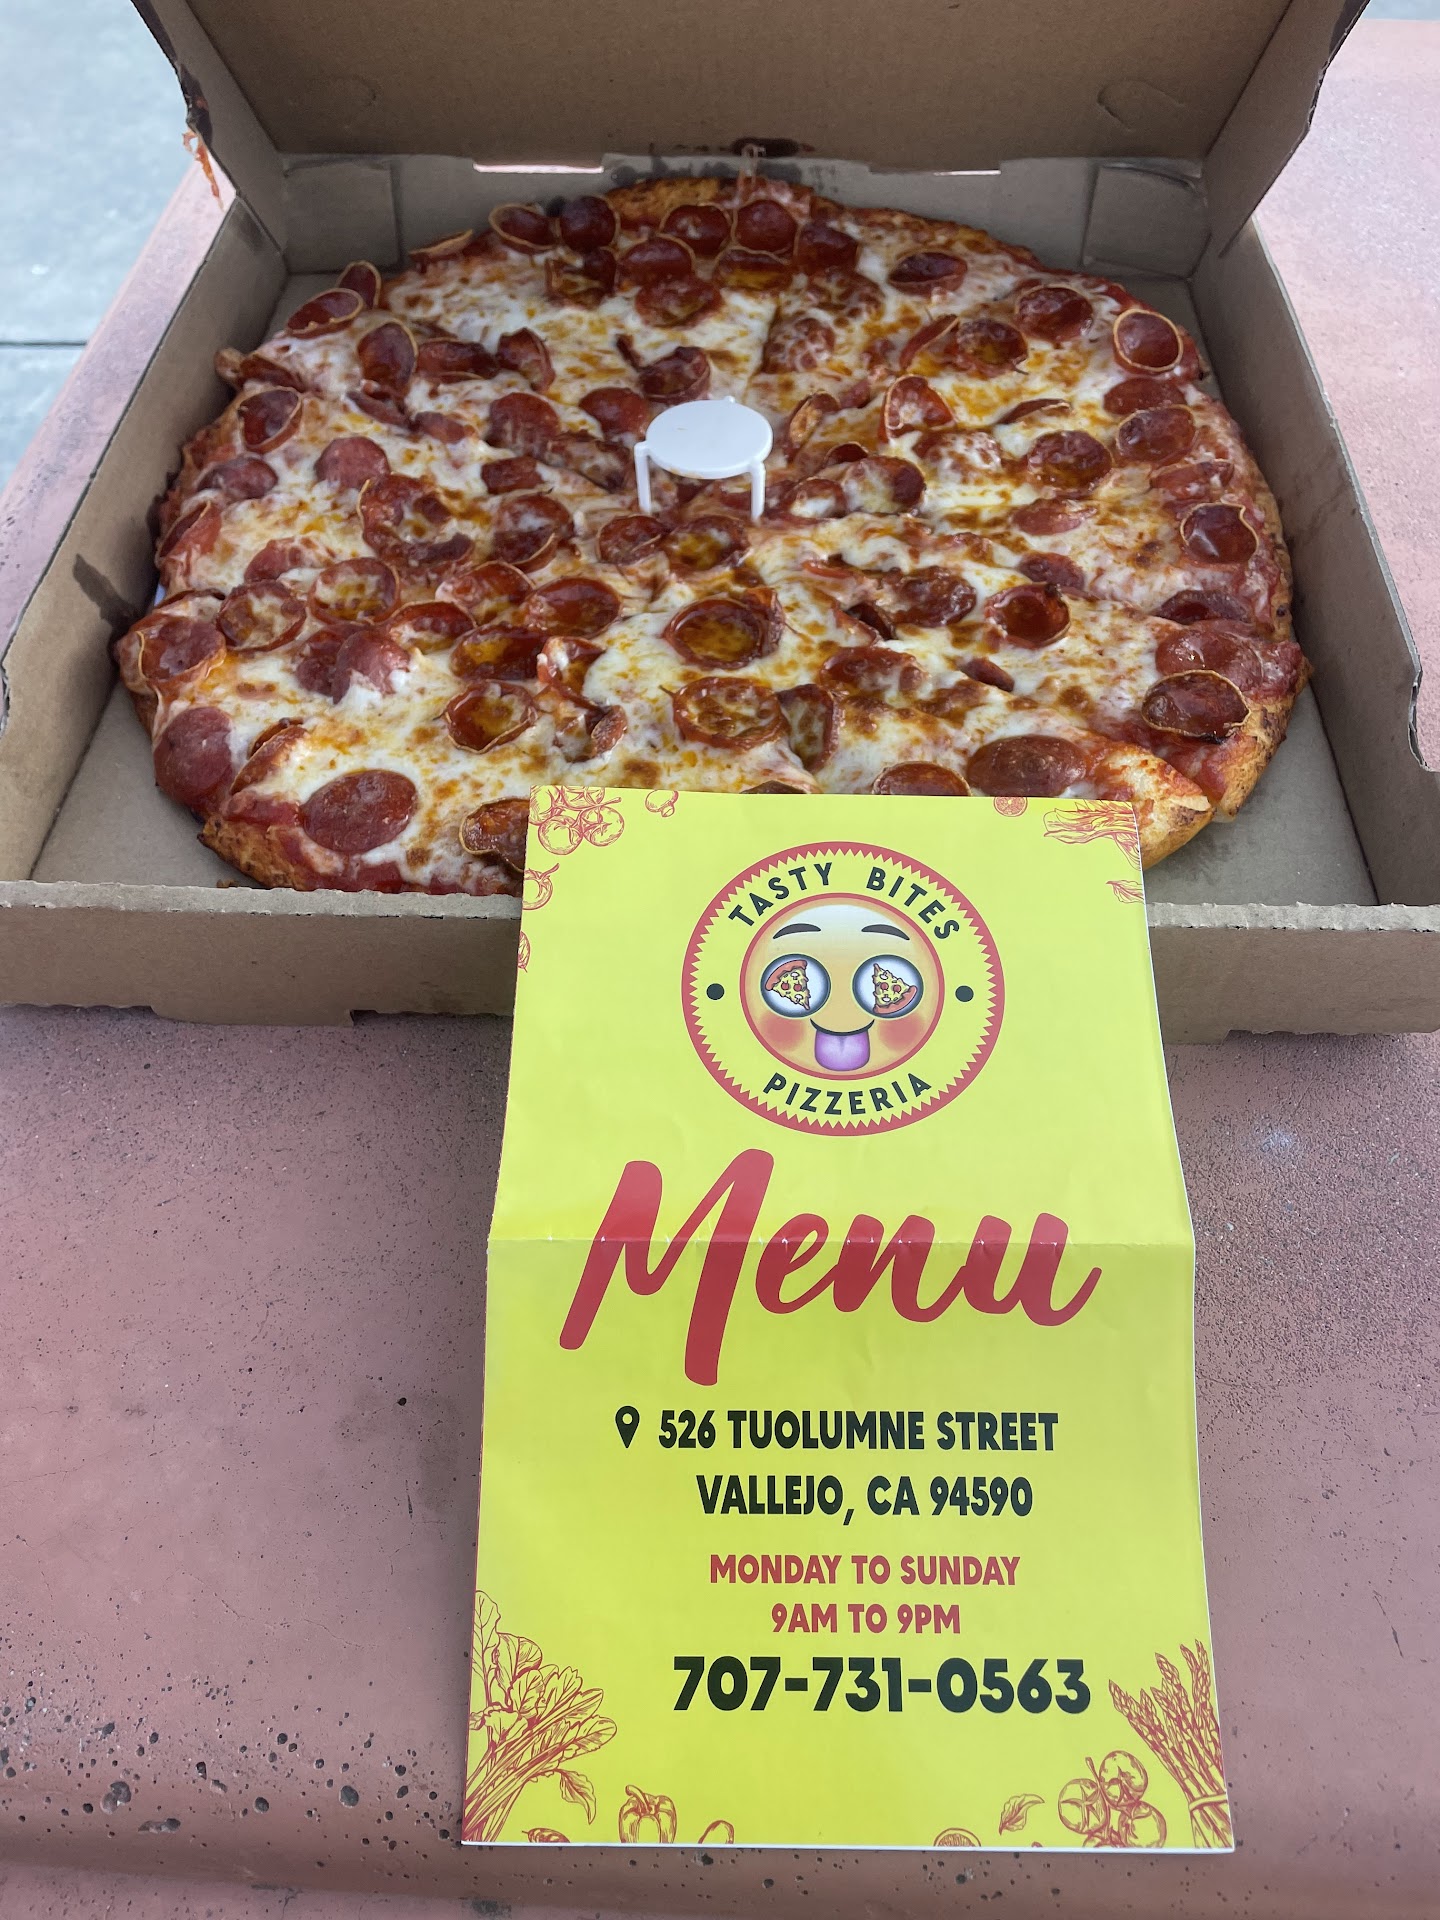 TASTY BITES
PIZZERIA
Menu
526 TUOLUMNE STREET
VALLEJO, CA 94590
MONDAY TO SUNDAY
9AM TO 9PM
707-731-0563